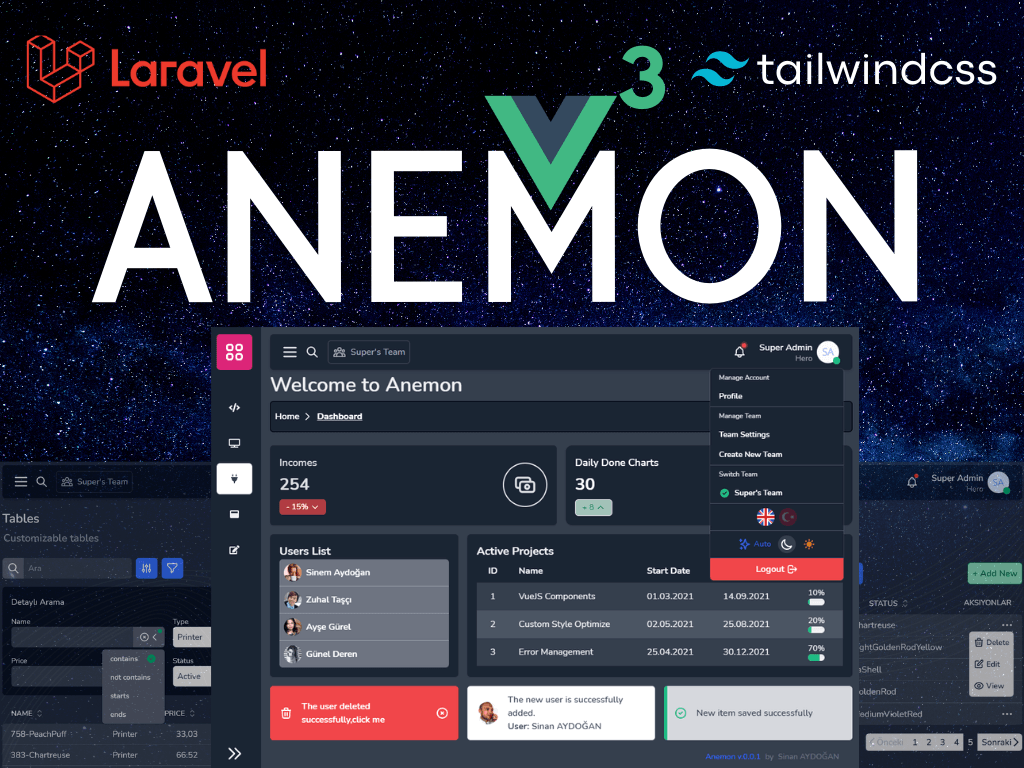 Laravel
3
tailwindcss
ANEMON
Super's Team
Super Admin
Hero
SA
Welcome to Anemon
Home > Dashboard
Manage Account
Profile
Manage Team
Team Settings
Create New Team
Switch Team
Super's Team
Auto
Logout
Incomes
254
- 15%
Daily Done Charts
30
+ 9
Users List
Sinem Aydoğan
Zuhal Taşçı
Ayşe Gürel
Günel Deren
Active Projects
ID Name Start Date
1 VueJS Components 01.03.2021 14.09.2021 10%
2 Custom Style Optimize 02.05.2021 25.08.2021 20%
3 Error Management 25.04.2021 30.12.2021 70%
The user deleted
successfully,click me
The new user is successfully
added.
User: Sinan AYDOĞAN
New item saved successfully
Anemon v.0.0.1 by Sinan AYDOĞAN
Super's Team
Tables
Customizable tables
Ara
Detaylı Arama
Name
Type
Printer
Price
Status
Active
contains
not contains
starts
ends
NAME PRICE
758-PeachPuff Printer 33,03
383-Chartreuse Printer 66:52
Super Admin
Hero
SA
+ Add New
STATUS AKSIYONLAR
hartreuse
ghtGoldenRodYellow
Shell
oldenRod
MediumVioletRed
Delete
Edit
View
Önceki 1 2 3 4 5 Sonraki